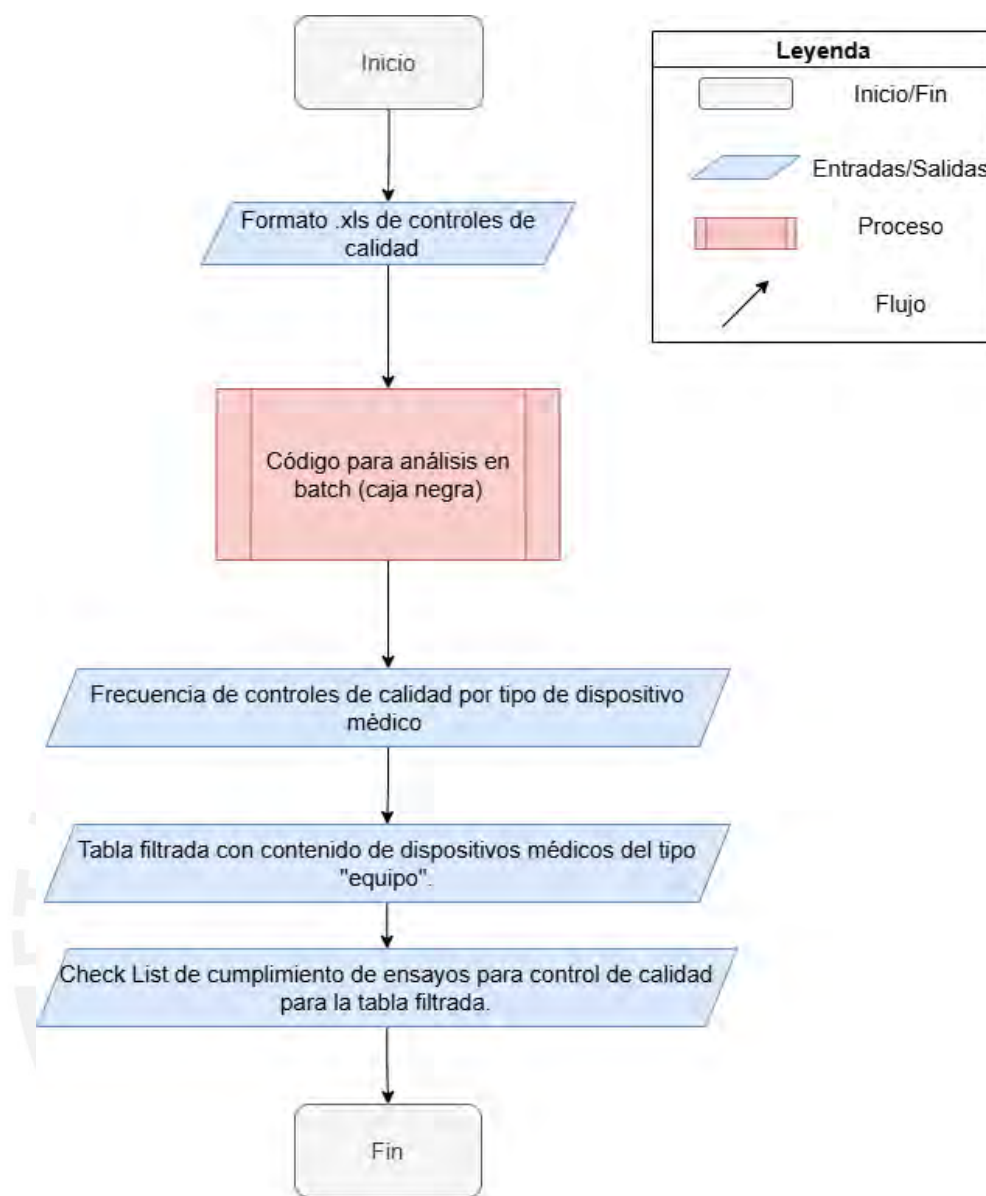 Inicio
Leyenda
Inicio/Fin
Entradas/Salidas
Proceso
Flujo
Formato .xls de controles de
calidad
Código para análisis en
batch (caja negra)
Frecuencia de controles de calidad por tipo de dispositivo
médico
Tabla filtrada con contenido de dispositivos médicos del tipo
"equipo".
Check List de cumplimiento de ensayos para control de calidad
para la tabla filtrada.
Fin